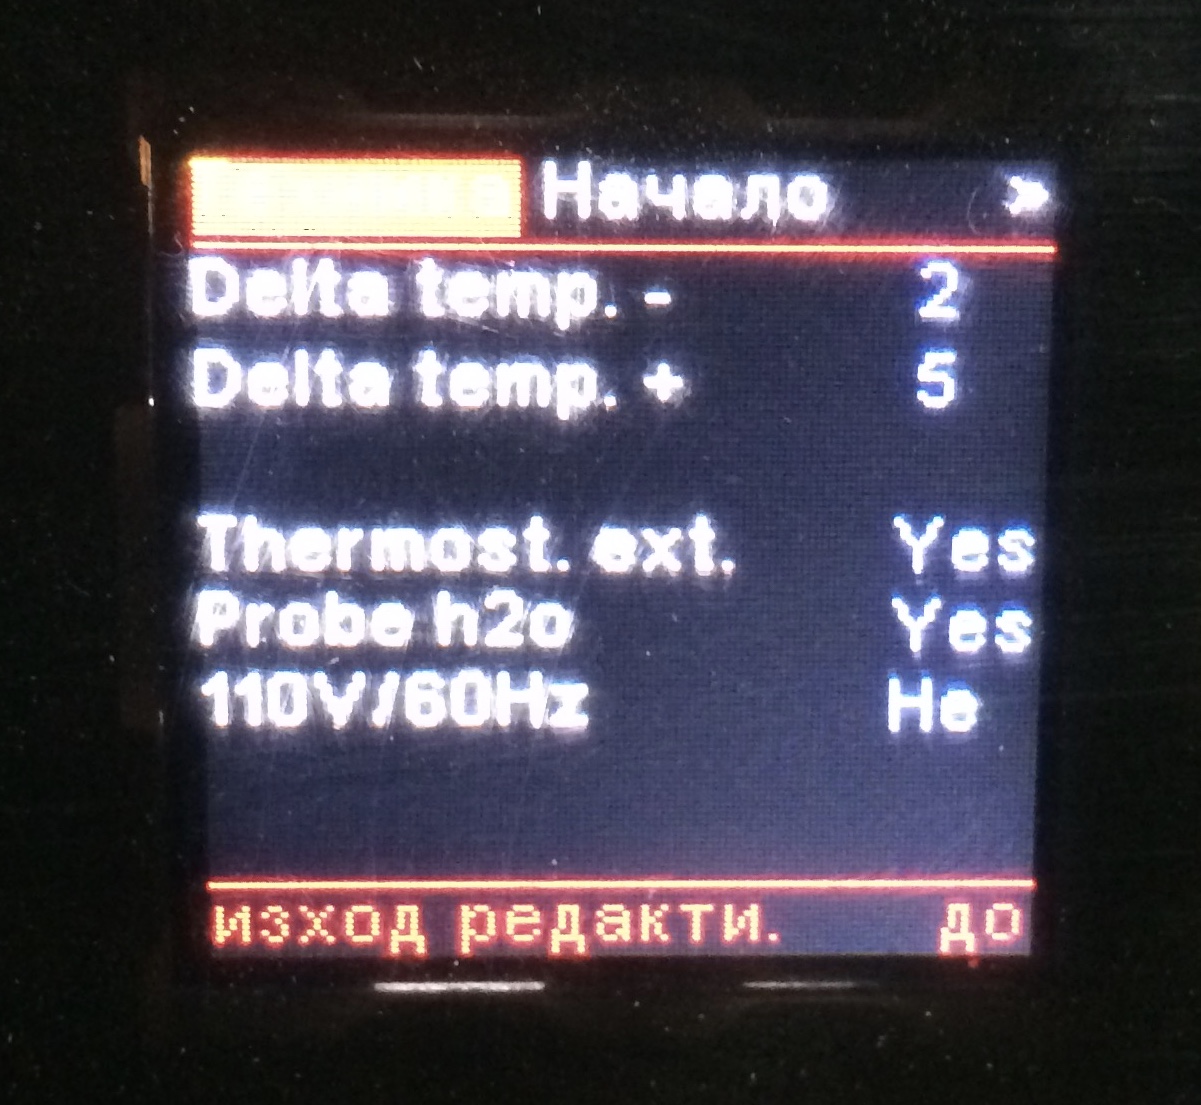 Начало »
Delta temp. - 2
Delta temp. + 5
Thermost. ext. Yes
Probe h2o Yes
110V/60Hz Не
изход редакти. до